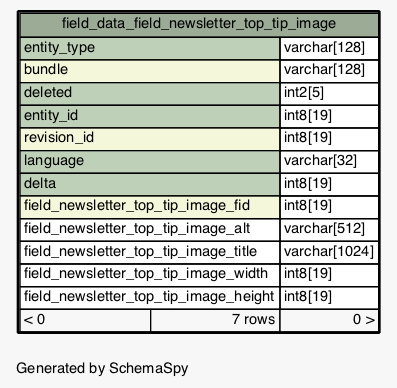 field_data_field_newsletter_top_tip_image
entity_type varchar[128]
bundle varchar[128]
deleted int2[5]
entity_id int8[19]
revision_id int8[19]
language varchar[32]
delta int8[19]
field_newsletter_top_tip_image_fid int8[19]
field_newsletter_top_tip_image_alt varchar[512]
field_newsletter_top_tip_image_title varchar[1024]
field_newsletter_top_tip_image_width int8[19]
field_newsletter_top_tip_image_height int8[19]
< 0 7 rows 0 >
Generated by SchemaSpy